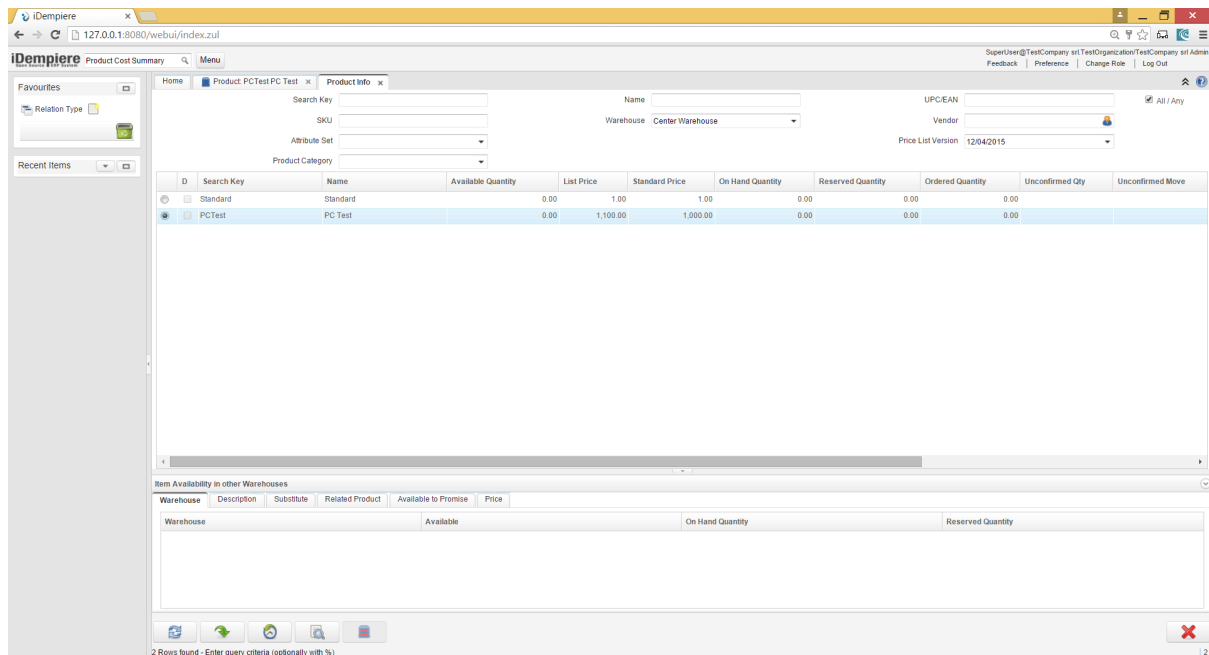 iDempiere
127.0.0.1:8080/webui/index.zul
iDempiere Product Cost Summary Menu
Open Source ERP System
SuperUser@TestCompany srl.TestOrganization/TestCompany srl Admin
Feedback | Preference | Change Role | Log Out
Favourites
Relation Type
Recent Items
Home Product: PCTest PC Test Product Info
Search Key Name UPC/EAN All / Any
SKU Warehouse Center Warehouse Vendor
Attribute Set Price List Version 12/04/2015
Product Category
D Search Key Name Available Quantity List Price Standard Price On Hand Quantity Reserved Quantity Ordered Quantity Unconfirmed Qty Unconfirmed Move
Standard Standard 0.00 1.00 1.00 0.00 0.00 0.00
PCTest PC Test 0.00 1,100.00 1,000.00 0.00 0.00 0.00
Item Availability in other Warehouses
Warehouse Description Substitute Related Product Available to Promise Price
Warehouse Available On Hand Quantity Reserved Quantity
2 Rows found - Enter query criteria (optionally with %) 2